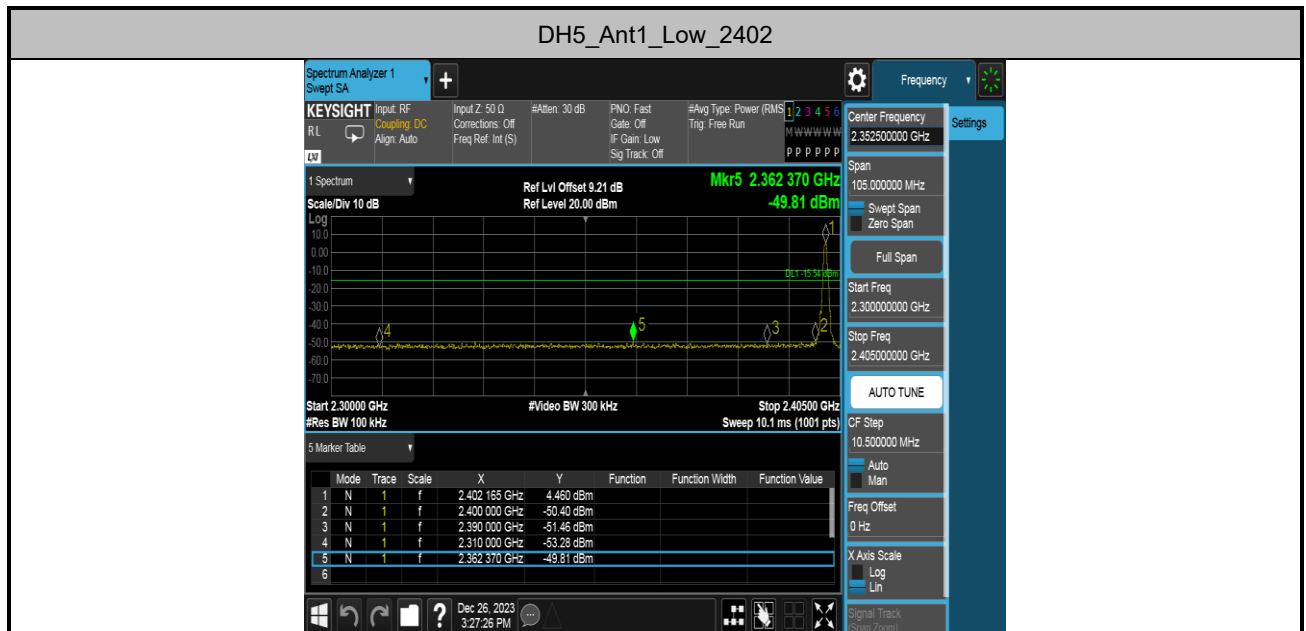 DH5_Ant1_Low_2402
Spectrum Analyzer 1
Swept SA
+
Frequency
KEYSIGHT
RL
LXI
Input: RF
Coupling: DC
Align: Auto
Input Z: 50 Ω
Corrections: Off
Freq Ref: Int (S)
#Atten: 30 dB
PNO: Fast
Gate: Off
IF Gain: Low
Sig Track: Off
#Avg Type: Power (RMS
Trig: Free Run
1 2 3 4 5 6
M W W W W W
P P P P P P
1 Spectrum
Scale/Div 10 dB
Ref Lvl Offset 9.21 dB
Ref Level 20.00 dBm
Mkr5 2.362 370 GHz
-49.81 dBm
Log
10.0
0.00
-10.0
-20.0
-30.0
-40.0
-50.0
-60.0
-70.0
DL1 -15.54 dBm
1
2
3
4
5
Start 2.30000 GHz
#Res BW 100 kHz
#Video BW 300 kHz
Stop 2.40500 GHz
Sweep 10.1 ms (1001 pts)
5 Marker Table
Mode Trace Scale X Y Function Function Width Function Value
1 N 1 f 2.402 165 GHz 4.460 dBm
2 N 1 f 2.400 000 GHz -50.40 dBm
3 N 1 f 2.390 000 GHz -51.46 dBm
4 N 1 f 2.310 000 GHz -53.28 dBm
5 N 1 f 2.362 370 GHz -49.81 dBm
6
?
Dec 26, 2023
3:27:26 PM
Center Frequency
2.352500000 GHz
Settings
Span
105.000000 MHz
Swept Span
Zero Span
Full Span
Start Freq
2.300000000 GHz
Stop Freq
2.405000000 GHz
AUTO TUNE
CF Step
10.500000 MHz
Auto
Man
Freq Offset
0 Hz
X Axis Scale
Log
Lin
Signal Track
(Span Zoom)